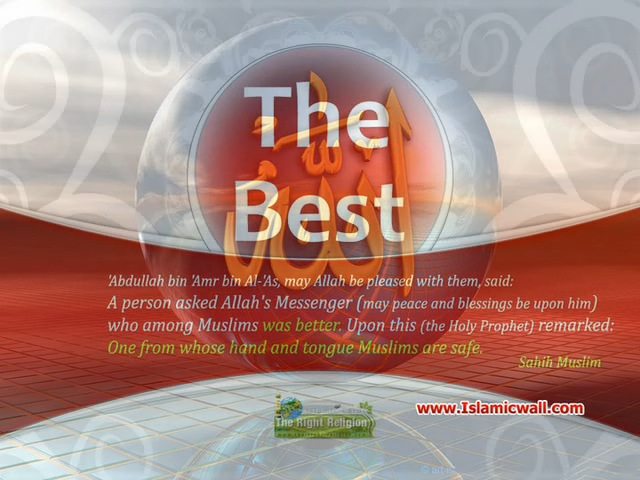 The
Best
الله
'Abdullah bin 'Amr bin Al-'As, may Allah be pleased with them, said:
A person asked Allah's Messenger (may peace and blessings be upon him)
who among Muslims was better. Upon this (the Holy Prophet) remarked:
One from whose hand and tongue Muslims are safe.
Sahih Muslim
www.Islamicwall.com
The Right Religion